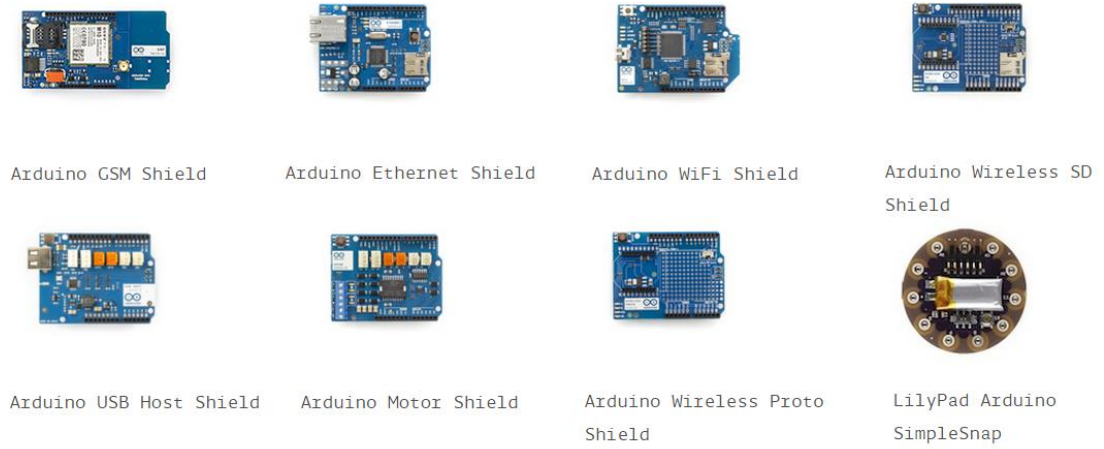 Arduino GSM Shield
Arduino Ethernet Shield
Arduino WiFi Shield
Arduino Wireless SD
Shield
Arduino USB Host Shield
Arduino Motor Shield
Arduino Wireless Proto
Shield
LilyPad Arduino
SimpleSnap